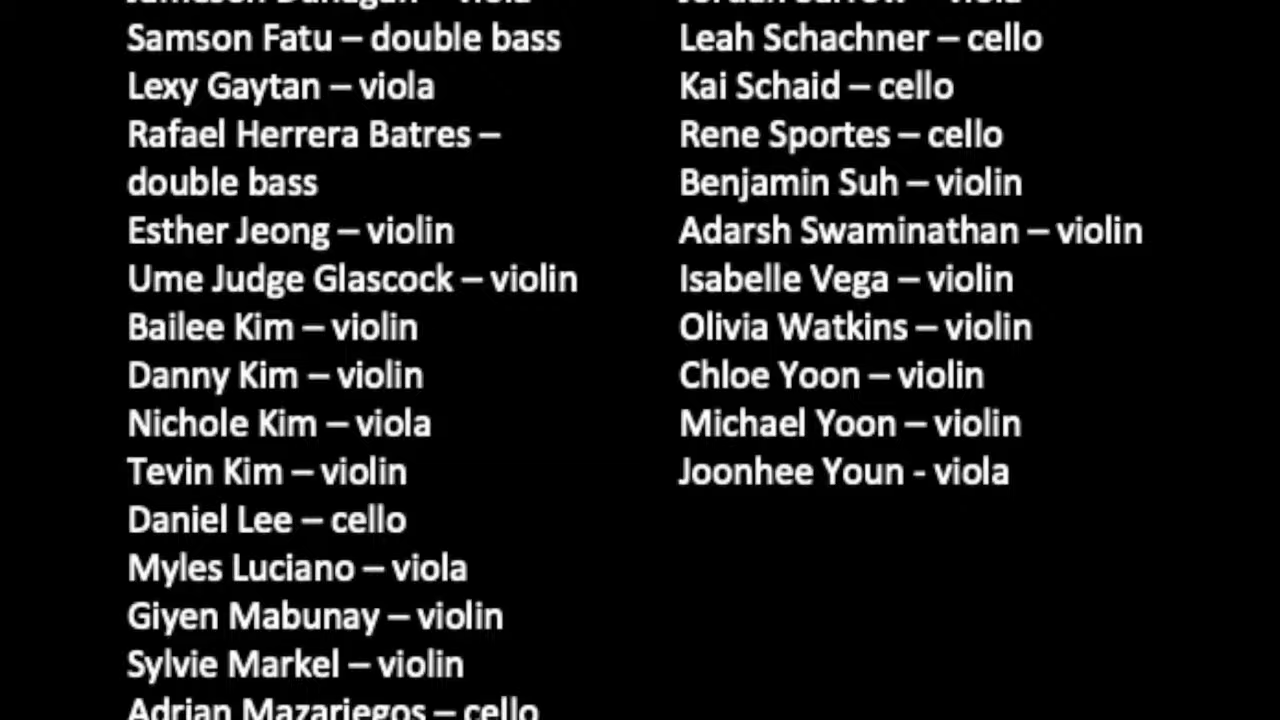 Samson Fatu – double bass
Lexy Gaytan – viola
Rafael Herrera Batres –
double bass
Esther Jeong – violin
Ume Judge Glascock – violin
Bailee Kim – violin
Danny Kim – violin
Nichole Kim – viola
Tevin Kim – violin
Daniel Lee – cello
Myles Luciano – viola
Giyen Mabunay – violin
Sylvie Markel – violin
Adrian Mazariegos – cello
Leah Schachner – cello
Kai Schaid – cello
Rene Sportes – cello
Benjamin Suh – violin
Adarsh Swaminathan – violin
Isabelle Vega – violin
Olivia Watkins – violin
Chloe Yoon – violin
Michael Yoon – violin
Joonhee Youn - viola